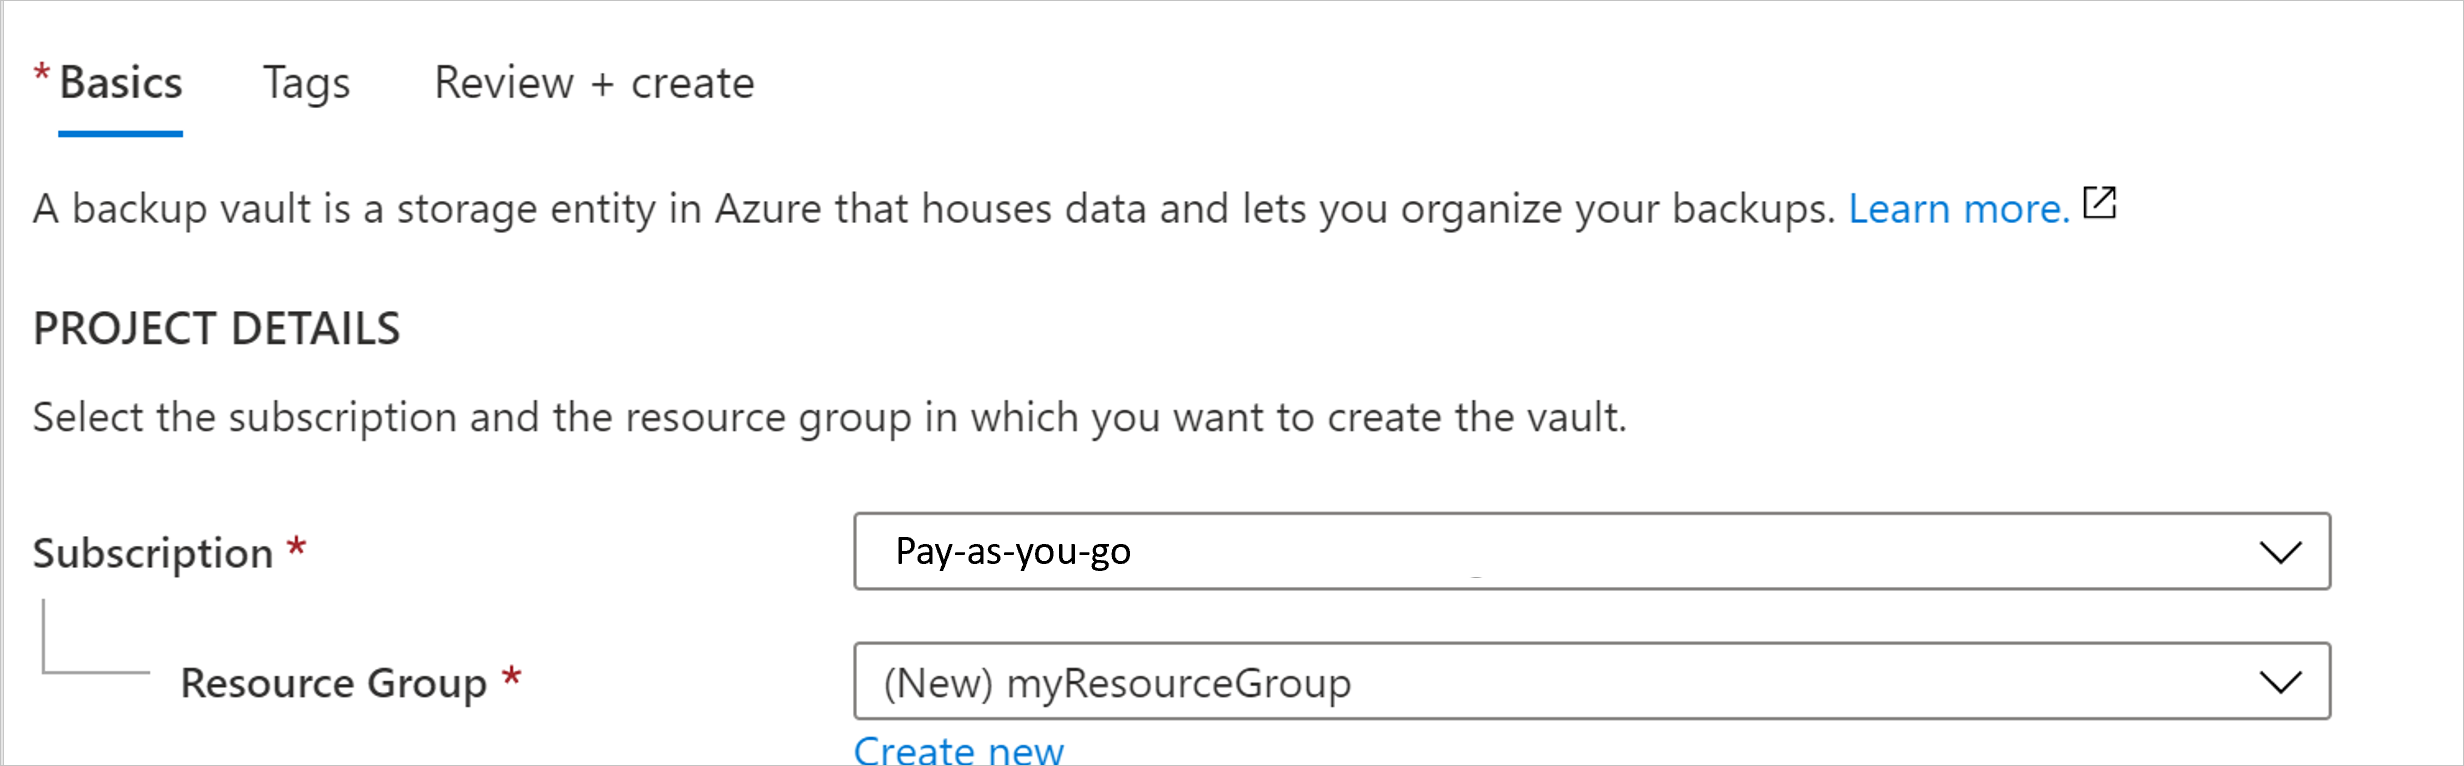 * Basics Tags Review + create
A backup vault is a storage entity in Azure that houses data and lets you organize your backups. Learn more.
PROJECT DETAILS
Select the subscription and the resource group in which you want to create the vault.
Subscription * Pay-as-you-go
Resource Group * (New) myResourceGroup
Create new